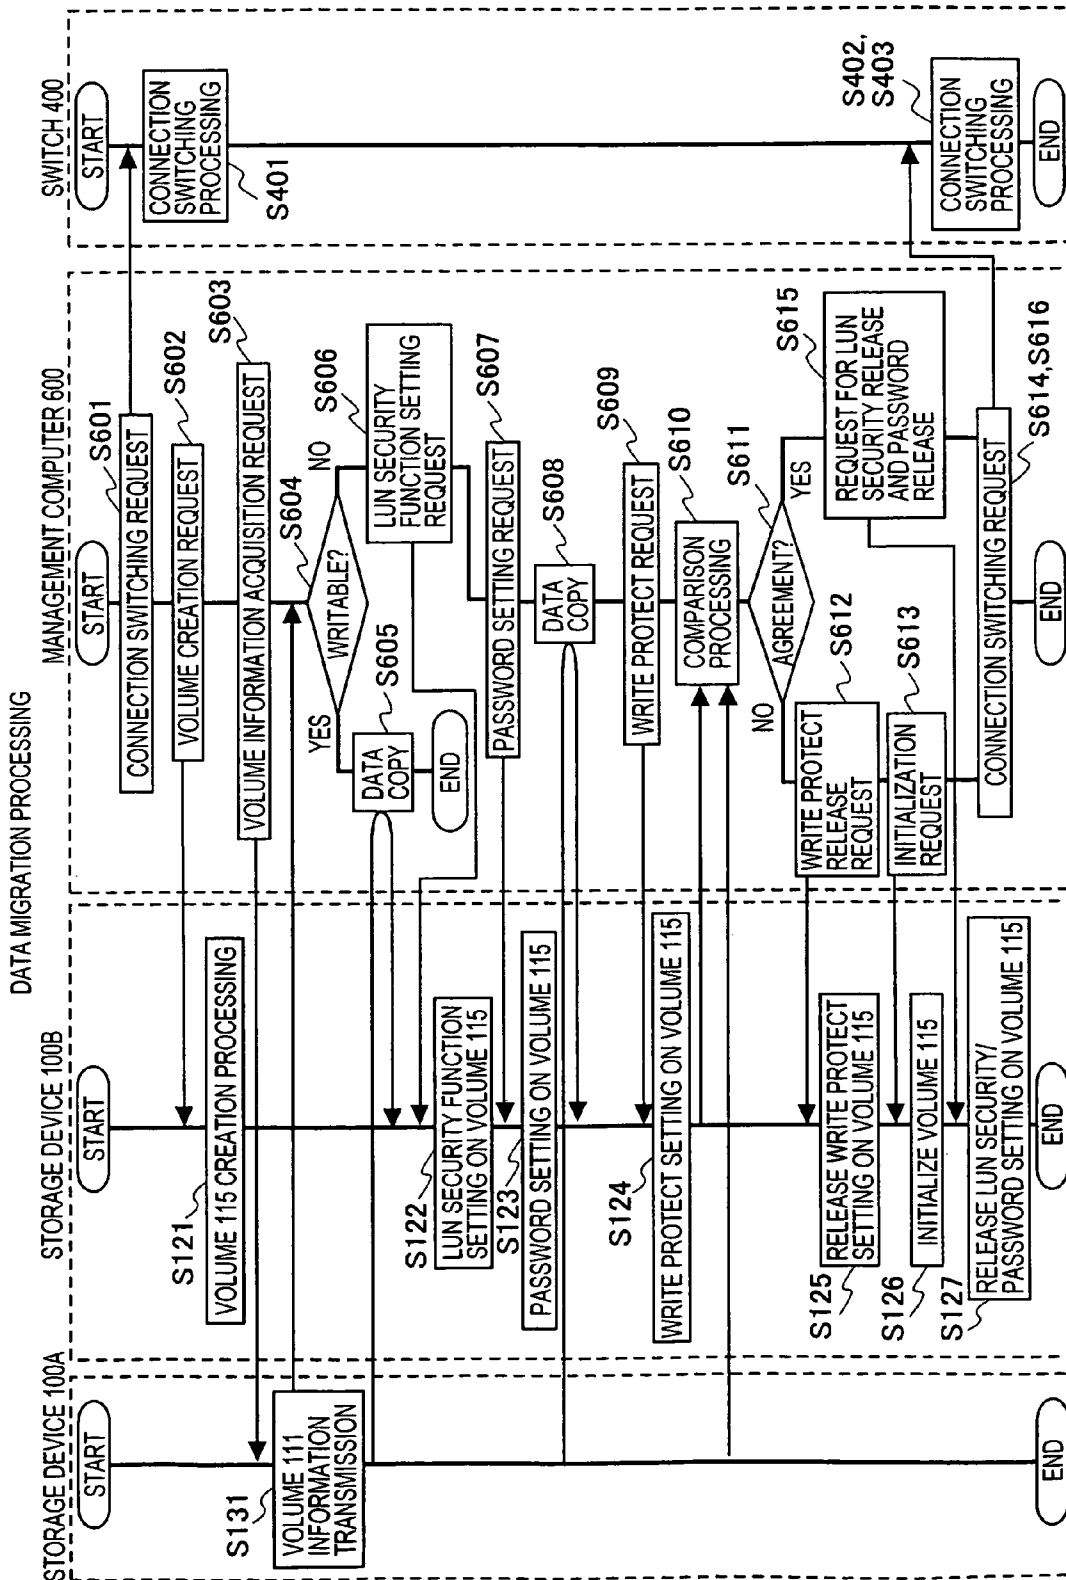 DATA MIGRATION PROCESSING
STORAGE DEVICE 100A
START
S131
VOLUME 111
INFORMATION
TRANSMISSION
END
STORAGE DEVICE 100B
START
S121
VOLUME 115 CREATION PROCESSING
S122
LUN SECURITY FUNCTION
SETTING ON VOLUME 115
S123
PASSWORD SETTING ON VOLUME 115
S124
WRITE PROTECT SETTING ON VOLUME 115
S125
RELEASE WRITE PROTECT
SETTING ON VOLUME 115
S126
INITIALIZE VOLUME 115
S127
RELEASE LUN SECURITY/
PASSWORD SETTING ON VOLUME 115
END
MANAGEMENT COMPUTER 600
START
S601
CONNECTION SWITCHING REQUEST
S602
VOLUME CREATION REQUEST
S603
VOLUME INFORMATION ACQUISITION REQUEST
S604
WRITABLE?
YES
NO
S605
DATA
COPY
END
S606
LUN SECURITY
FUNCTION SETTING
REQUEST
S607
PASSWORD SETTING REQUEST
S608
DATA
COPY
S609
WRITE PROTECT REQUEST
S610
COMPARISON
PROCESSING
S611
AGREEMENT?
NO
YES
S612
WRITE PROTECT
RELEASE
REQUEST
S613
INITIALIZATION
REQUEST
S615
REQUEST FOR LUN
SECURITY RELEASE
AND PASSWORD
RELEASE
CONNECTION SWITCHING REQUEST
S614,S616
END
SWITCH 400
START
CONNECTION
SWITCHING
PROCESSING
S401
S402,
S403
CONNECTION
SWITCHING
PROCESSING
END